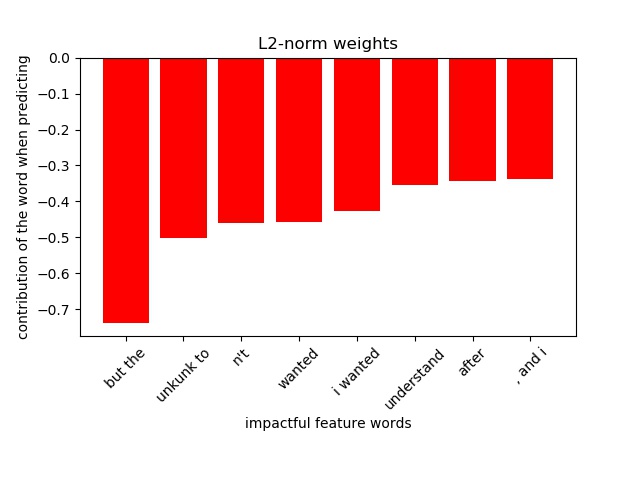 L2-norm weights
contribution of the word when predicting
0.0
−0.1
−0.2
−0.3
−0.4
−0.5
−0.6
−0.7
but the
unkunk to
n't
wanted
i wanted
understand
after
, and i
impactful feature words